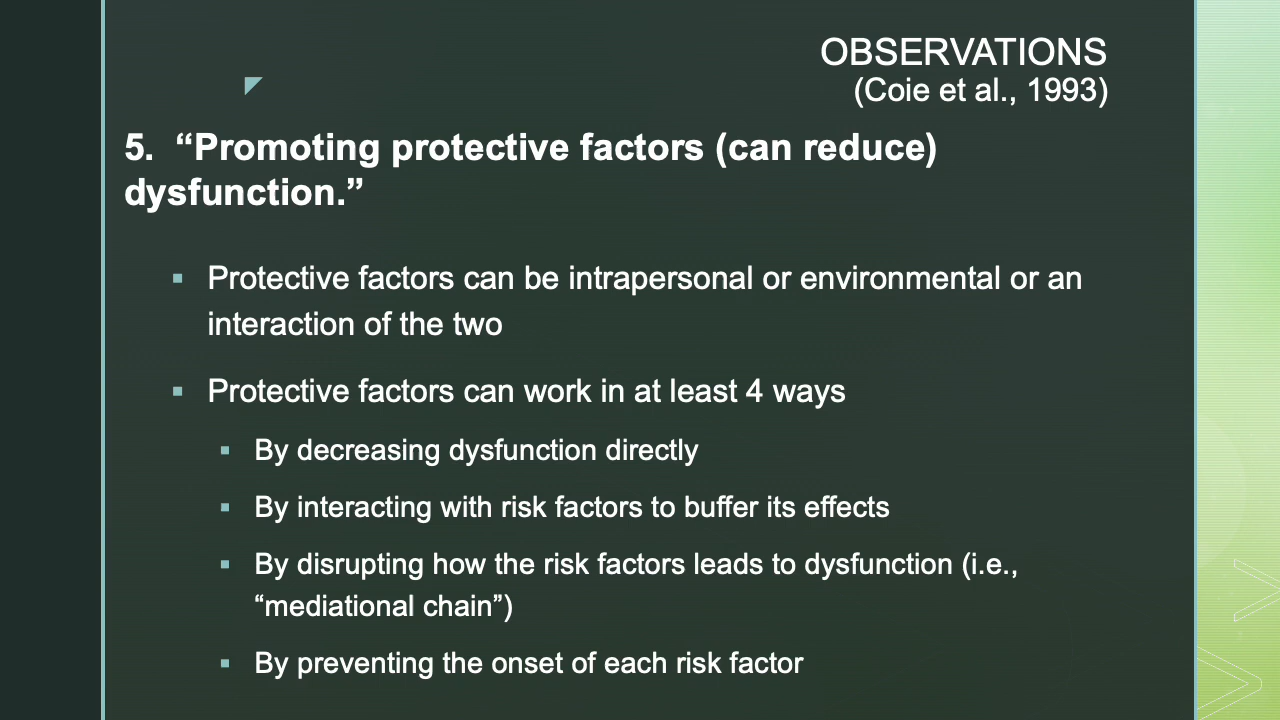 OBSERVATIONS
(Coie et al., 1993)
5.  “Promoting protective factors (can reduce)
dysfunction.”
▪ Protective factors can be intrapersonal or environmental or an
interaction of the two
▪ Protective factors can work in at least 4 ways
▪ By decreasing dysfunction directly
▪ By interacting with risk factors to buffer its effects
▪ By disrupting how the risk factors leads to dysfunction (i.e.,
“mediational chain”)
▪ By preventing the onset of each risk factor